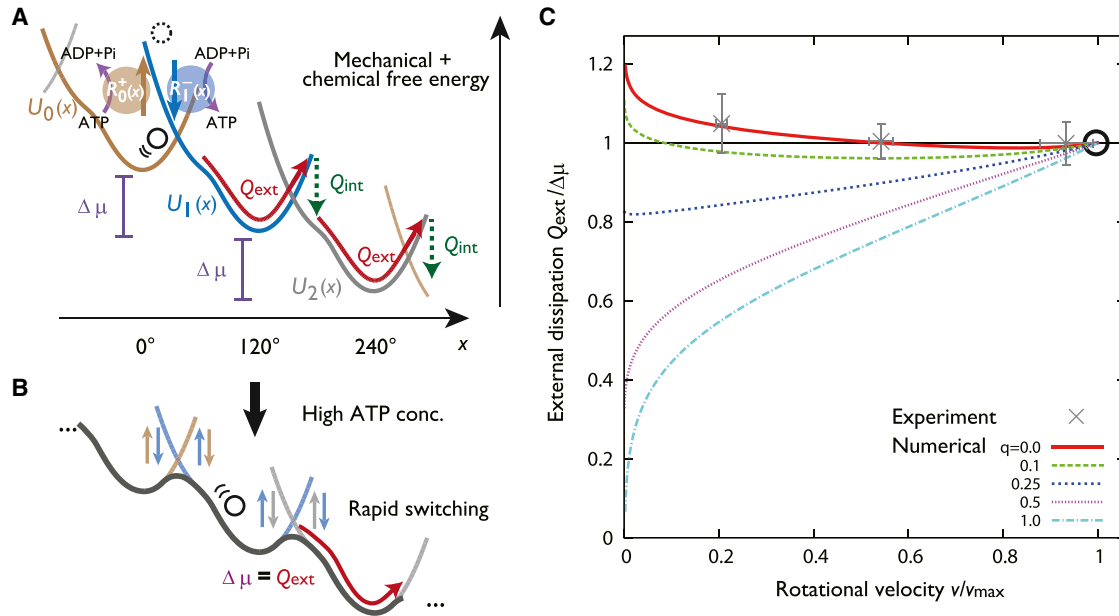 A
ADP+Pi
ADP+Pi
Mechanical +
chemical free energy
R₀⁺(x)
R₁⁻(x)
U₀(x)
ATP
ATP
Δμ
U₁(x)
Qext
Qint
Δμ
U₂(x)
Qext
Qint
0°
120°
240°
x
B
High ATP conc.
...
Rapid switching
Δμ = Qext
...
C
External dissipation Qext/Δμ
1.2
1
0.8
0.6
0.4
0.2
0
Experiment
Numerical
q=0.0
0.1
0.25
0.5
1.0
0
0.2
0.4
0.6
0.8
1
Rotational velocity v/vmax